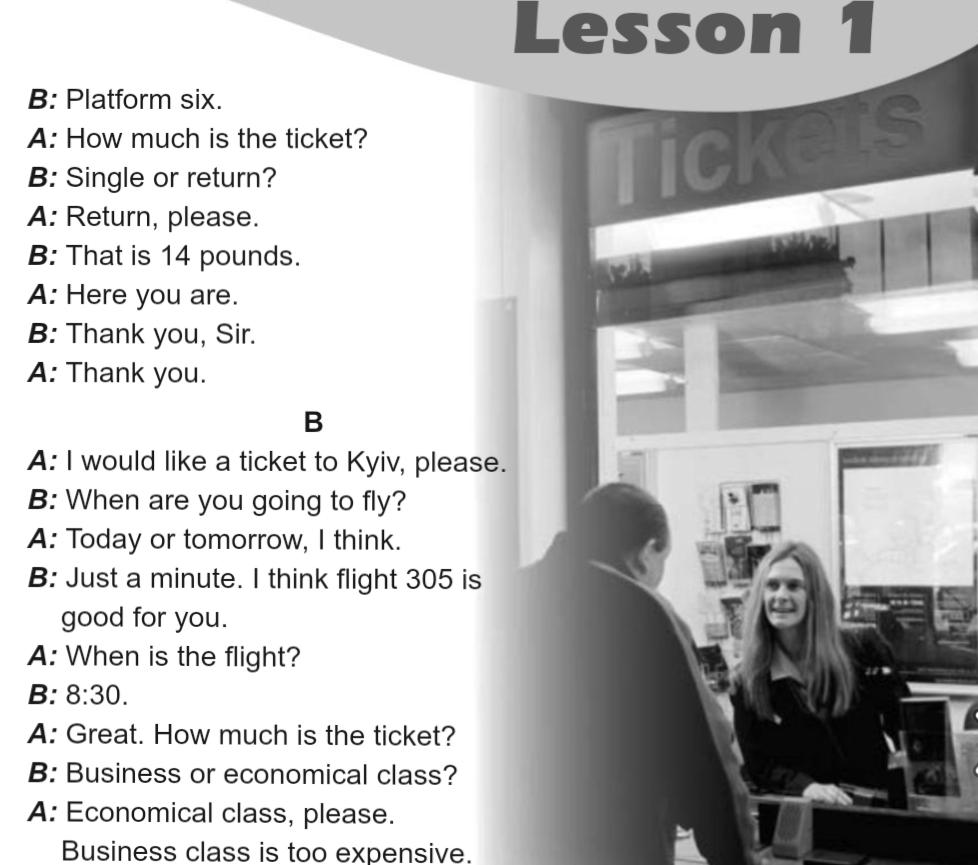 Lesson 1
B: Platform six.
A: How much is the ticket?
B: Single or return?
A: Return, please.
B: That is 14 pounds.
A: Here you are.
B: Thank you, Sir.
A: Thank you.
B
A: I would like a ticket to Kyiv, please.
B: When are you going to fly?
A: Today or tomorrow, I think.
B: Just a minute. I think flight 305 is
good for you.
A: When is the flight?
B: 8:30.
A: Great. How much is the ticket?
B: Business or economical class?
A: Economical class, please.
Business class is too expensive.
Tickets